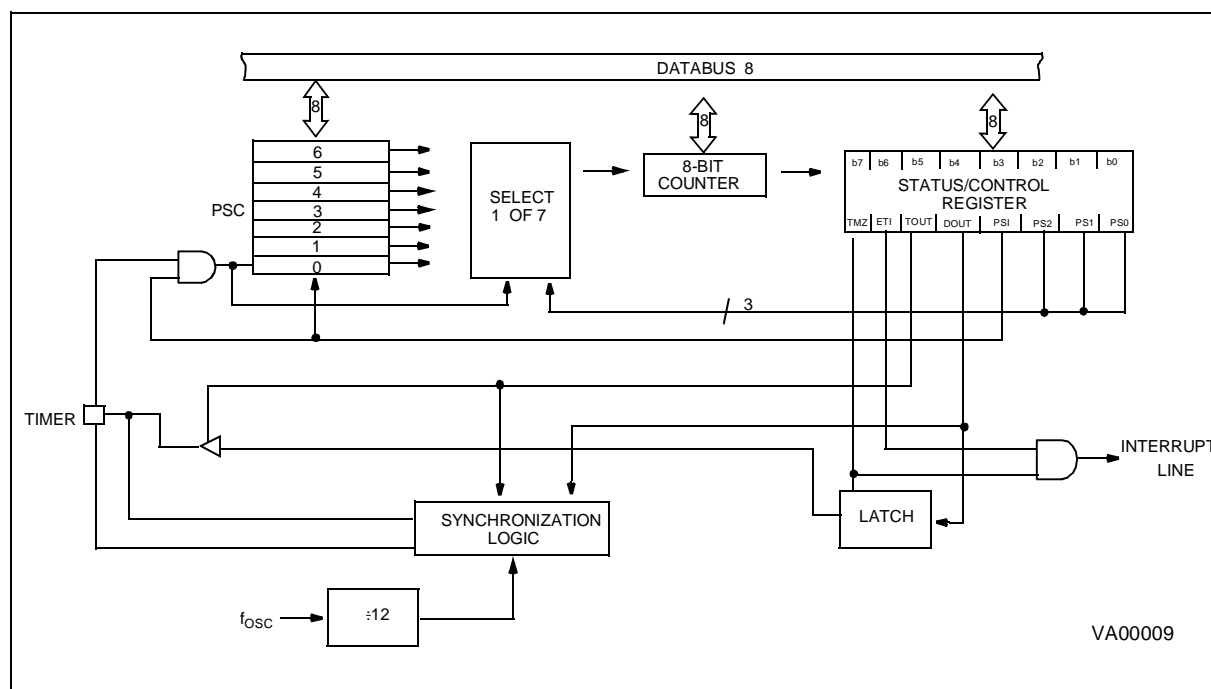 DATABUS 8
8
8
8
6
5
4
3
2
1
0
PSC
SELECT
1 OF 7
8-BIT
COUNTER
b7 b6 b5 b4 b3 b2 b1 b0
STATUS/CONTROL
REGISTER
TMZ ETI TOUT DOUT PSI PS2 PS1 PS0
3
TIMER
INTERRUPT
LINE
LATCH
SYNCHRONIZATION
LOGIC
fOSC
÷12
VA00009